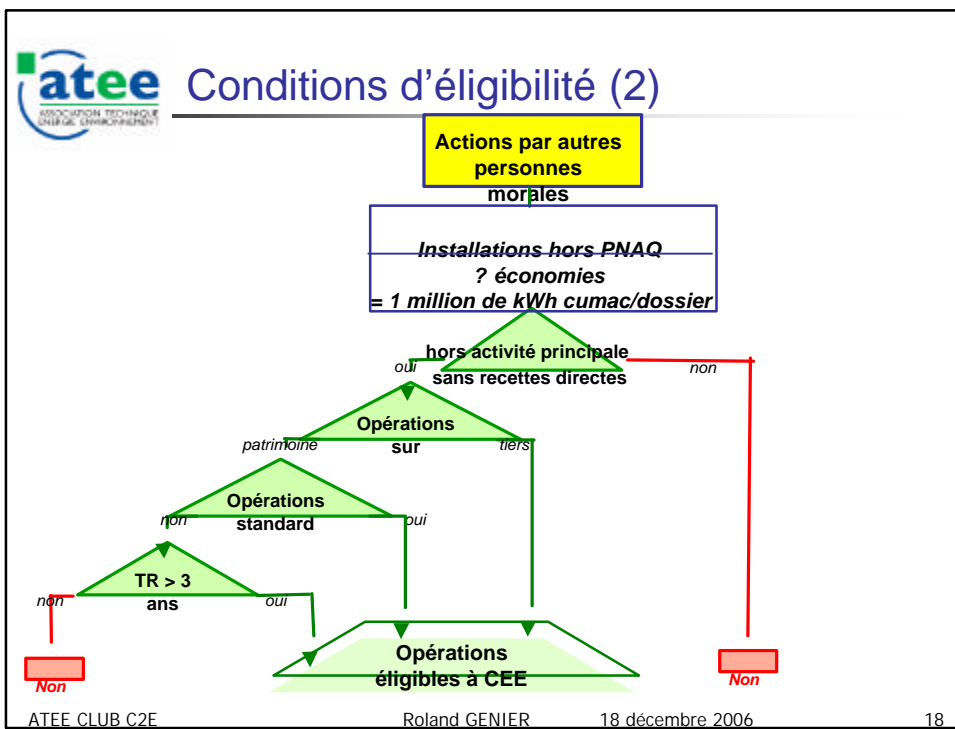 atee
ASSOCIATION TECHNIQUE
ENERGIE ENVIRONNEMENT
Conditions d'éligibilité (2)
Actions par autres
personnes
morales
Installations hors PNAQ
? économies
= 1 million de kWh cumac/dossier
hors activité principale
oui
non
sans recettes directes
Opérations
patrimoine
sur
tiers
Opérations
non
standard
oui
TR > 3
non
ans
oui
Opérations
éligibles à CEE
Non
Non
ATEE CLUB C2E
Roland GENIER
18 décembre 2006
18